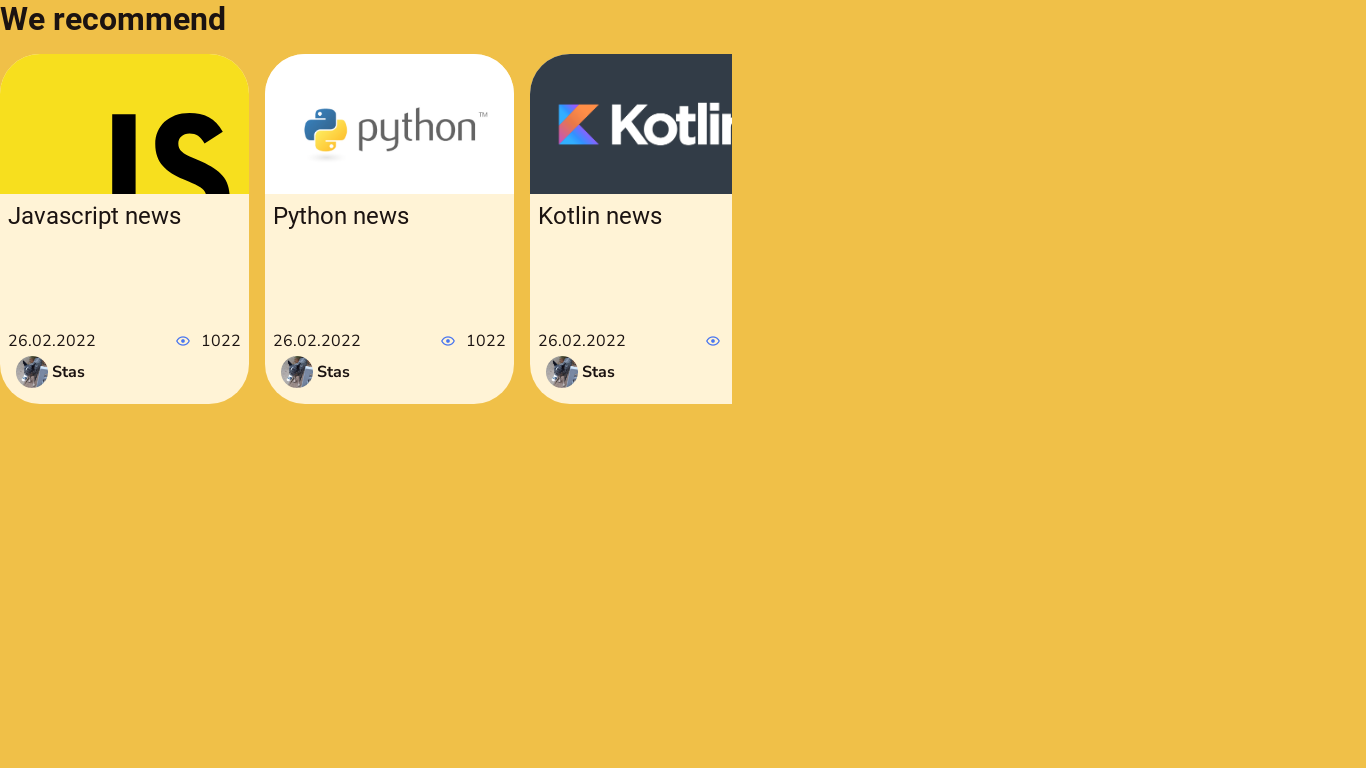 We recommend
JS
python™
Kotlin
Javascript news
Python news
Kotlin news
26.02.2022
1022
26.02.2022
1022
26.02.2022
Stas
Stas
Stas